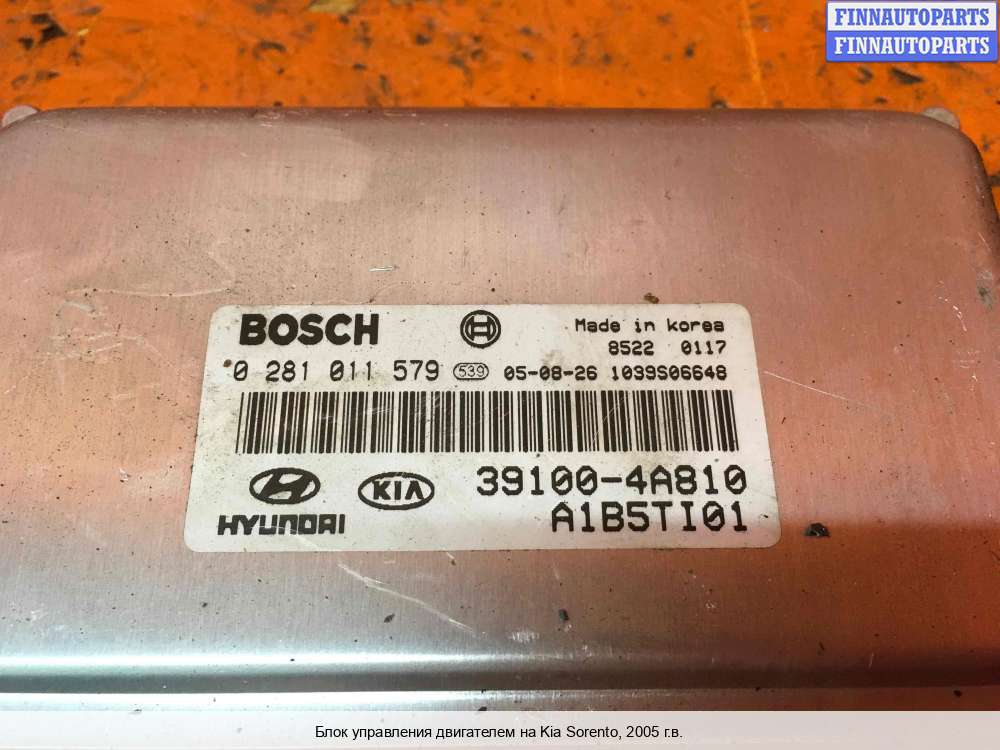 FINNAUTOPARTS
FINNAUTOPARTS
BOSCH
Made in korea
8522 0117
0 281 011 579 539 05-08-26 1039S06648
HYUNDAI KIA 39100-4A810
A1B5TI01
Блок управления двигателем на Kia Sorento, 2005 г.в.